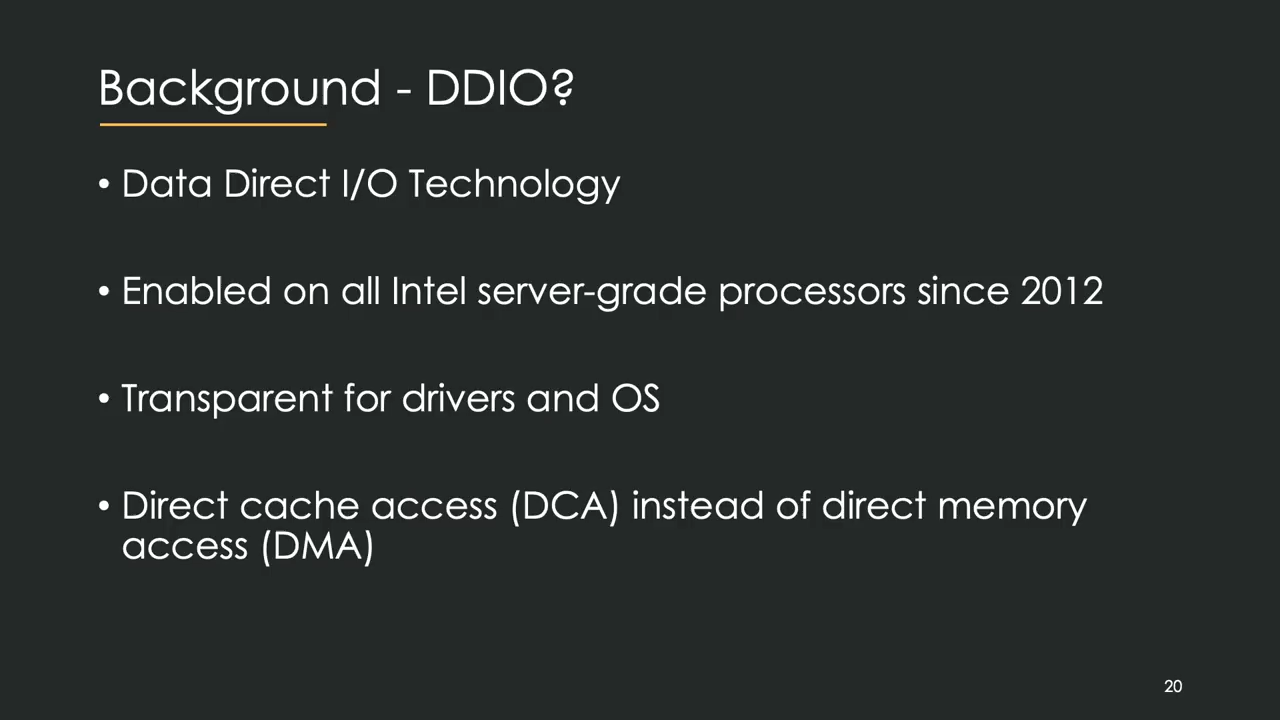 Background - DDIO?
• Data Direct I/O Technology
• Enabled on all Intel server-grade processors since 2012
• Transparent for drivers and OS
• Direct cache access (DCA) instead of direct memory
access (DMA)
20